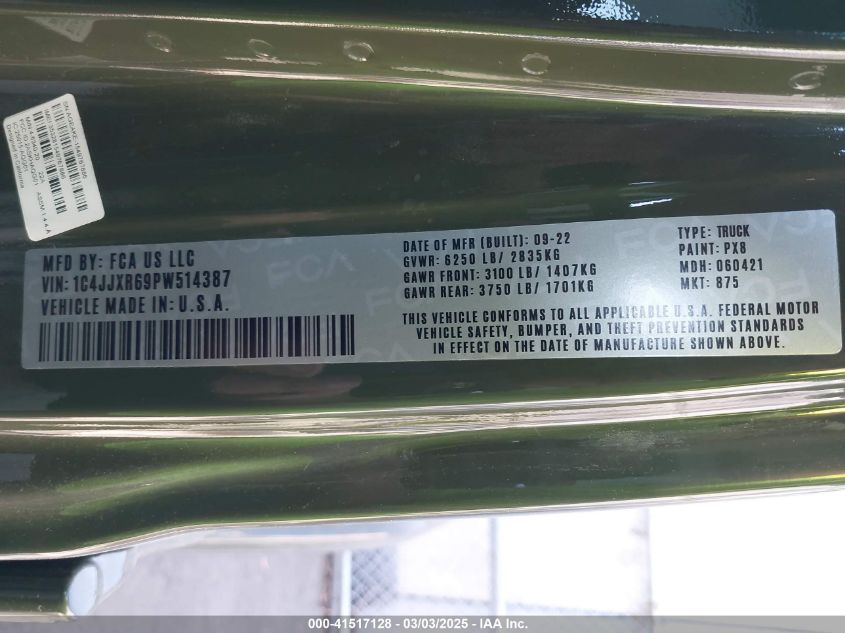 MFD BY: FCA US LLC
VIN: 1C4JJXR69PW514387
VEHICLE MADE IN: U.S.A.
DATE OF MFR (BUILT): 09-22
GVWR: 6250 LB/ 2835KG
GAWR FRONT: 3100 LB/ 1407KG
GAWR REAR: 3750 LB/ 1701KG
TYPE: TRUCK
PAINT: PX8
MDH: 060421
MKT: 875
THIS VEHICLE CONFORMS TO ALL APPLICABLE U.S.A. FEDERAL MOTOR
VEHICLE SAFETY, BUMPER, AND THEFT PREVENTION STANDARDS
IN EFFECT ON THE DATE OF MANUFACTURE SHOWN ABOVE.
Designed in California
000-41517128 - 03/03/2025 - IAA Inc.